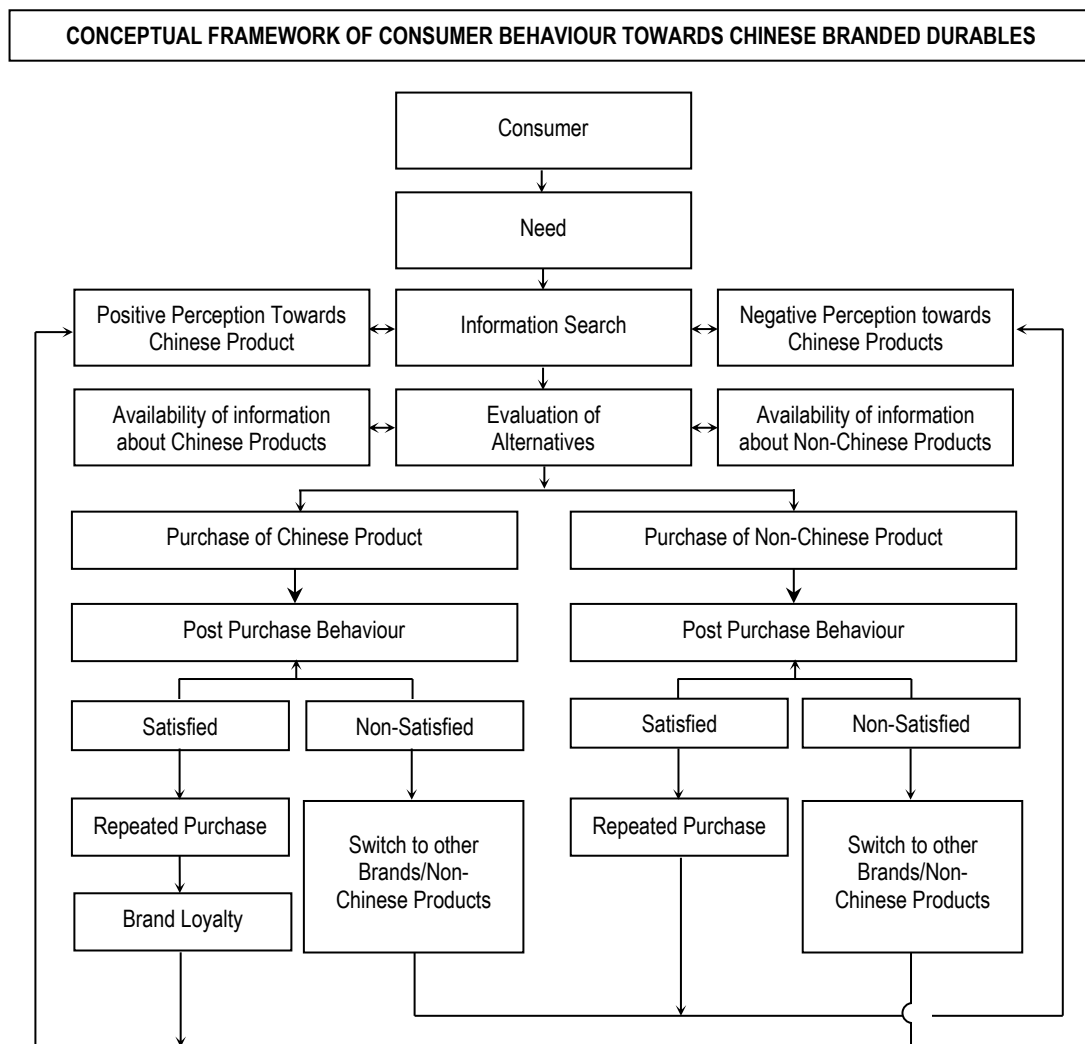 CONCEPTUAL FRAMEWORK OF CONSUMER BEHAVIOUR TOWARDS CHINESE BRANDED DURABLES
Consumer
Need
Positive Perception Towards
Chinese Product
Information Search
Negative Perception towards
Chinese Products
Availability of information
about Chinese Products
Evaluation of
Alternatives
Availability of information
about Non-Chinese Products
Purchase of Chinese Product
Purchase of Non-Chinese Product
Post Purchase Behaviour
Post Purchase Behaviour
Satisfied
Non-Satisfied
Satisfied
Non-Satisfied
Repeated Purchase
Switch to other
Brands/Non-
Chinese Products
Repeated Purchase
Switch to other
Brands/Non-
Chinese Products
Brand Loyalty